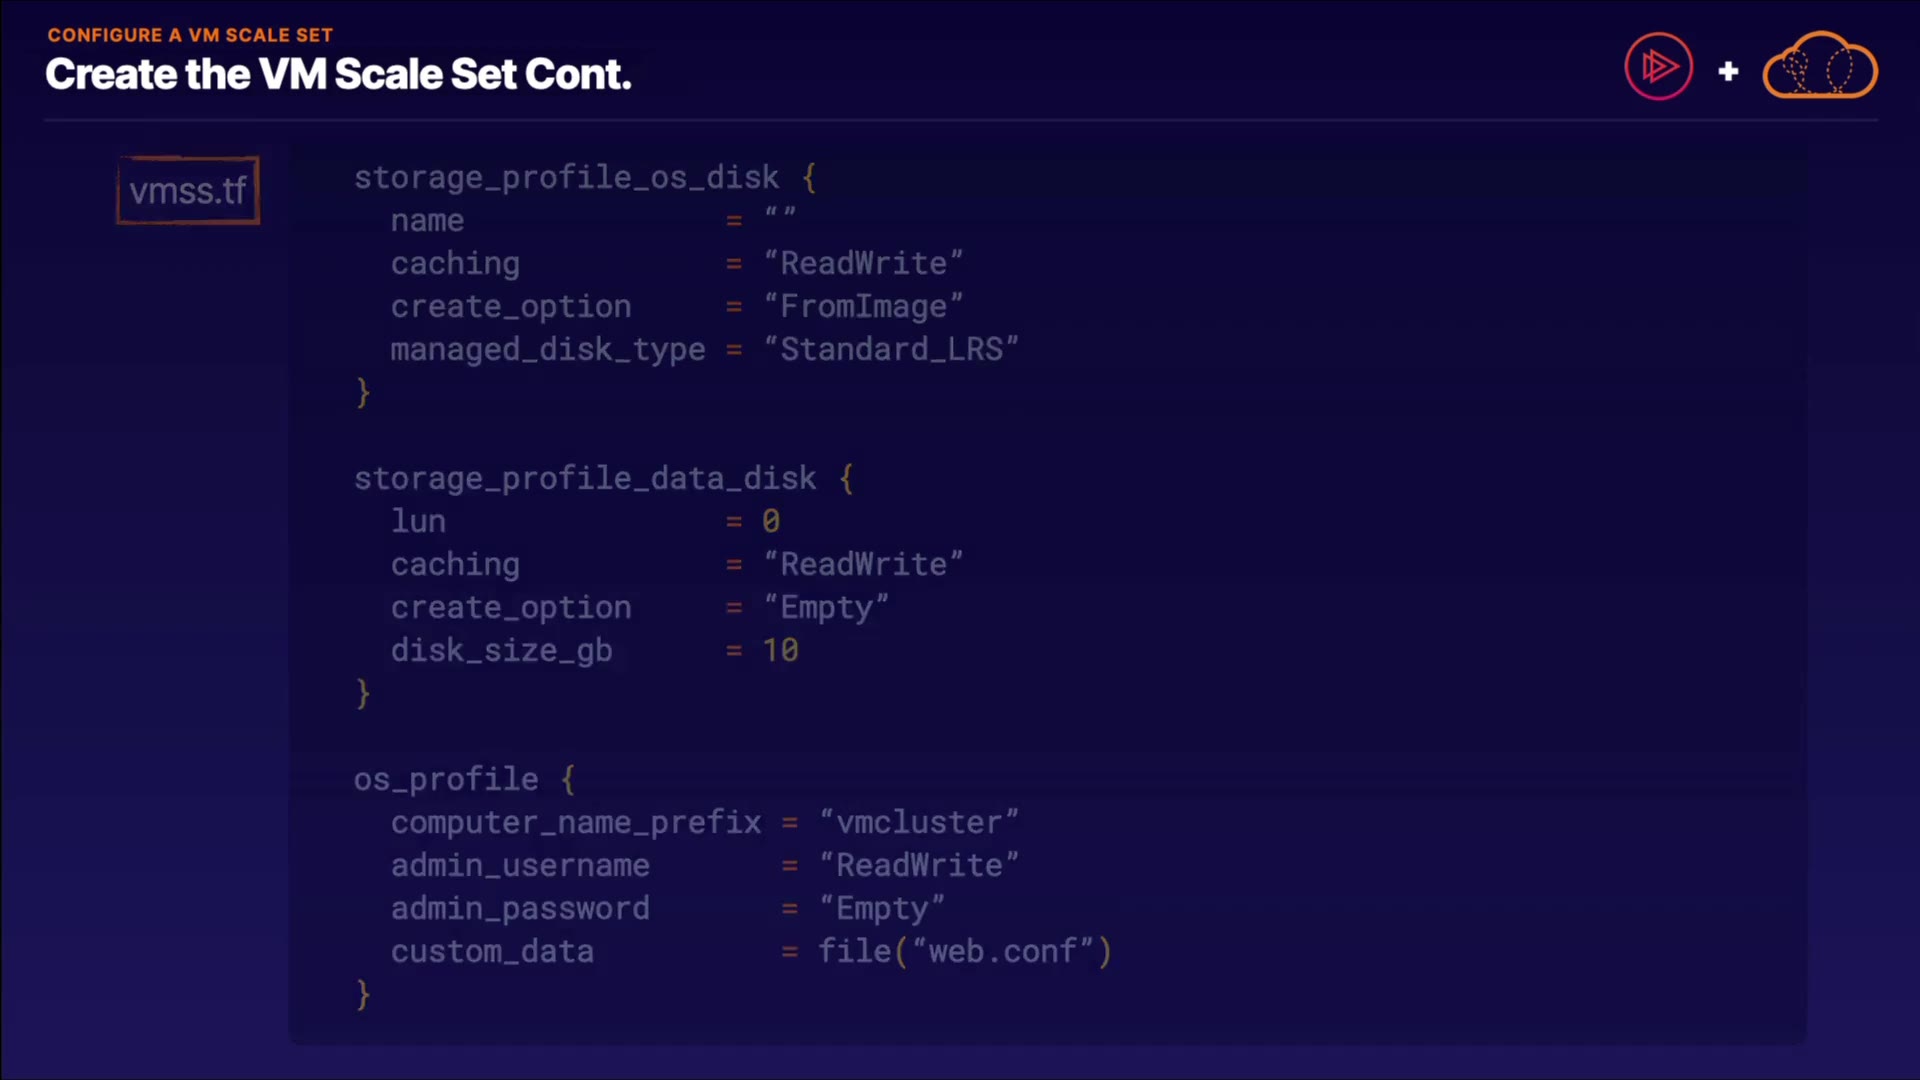 CONFIGURE A VM SCALE SET
Create the VM Scale Set Cont.
+
vmss.tf
storage_profile_os_disk {
  name              = “”
  caching           = “ReadWrite”
  create_option     = “FromImage”
  managed_disk_type = “Standard_LRS”
}
storage_profile_data_disk {
  lun               = 0
  caching           = “ReadWrite”
  create_option     = “Empty”
  disk_size_gb      = 10
}
os_profile {
  computer_name_prefix = “vmcluster”
  admin_username       = “ReadWrite”
  admin_password       = “Empty”
  custom_data          = file(“web.conf”)
}